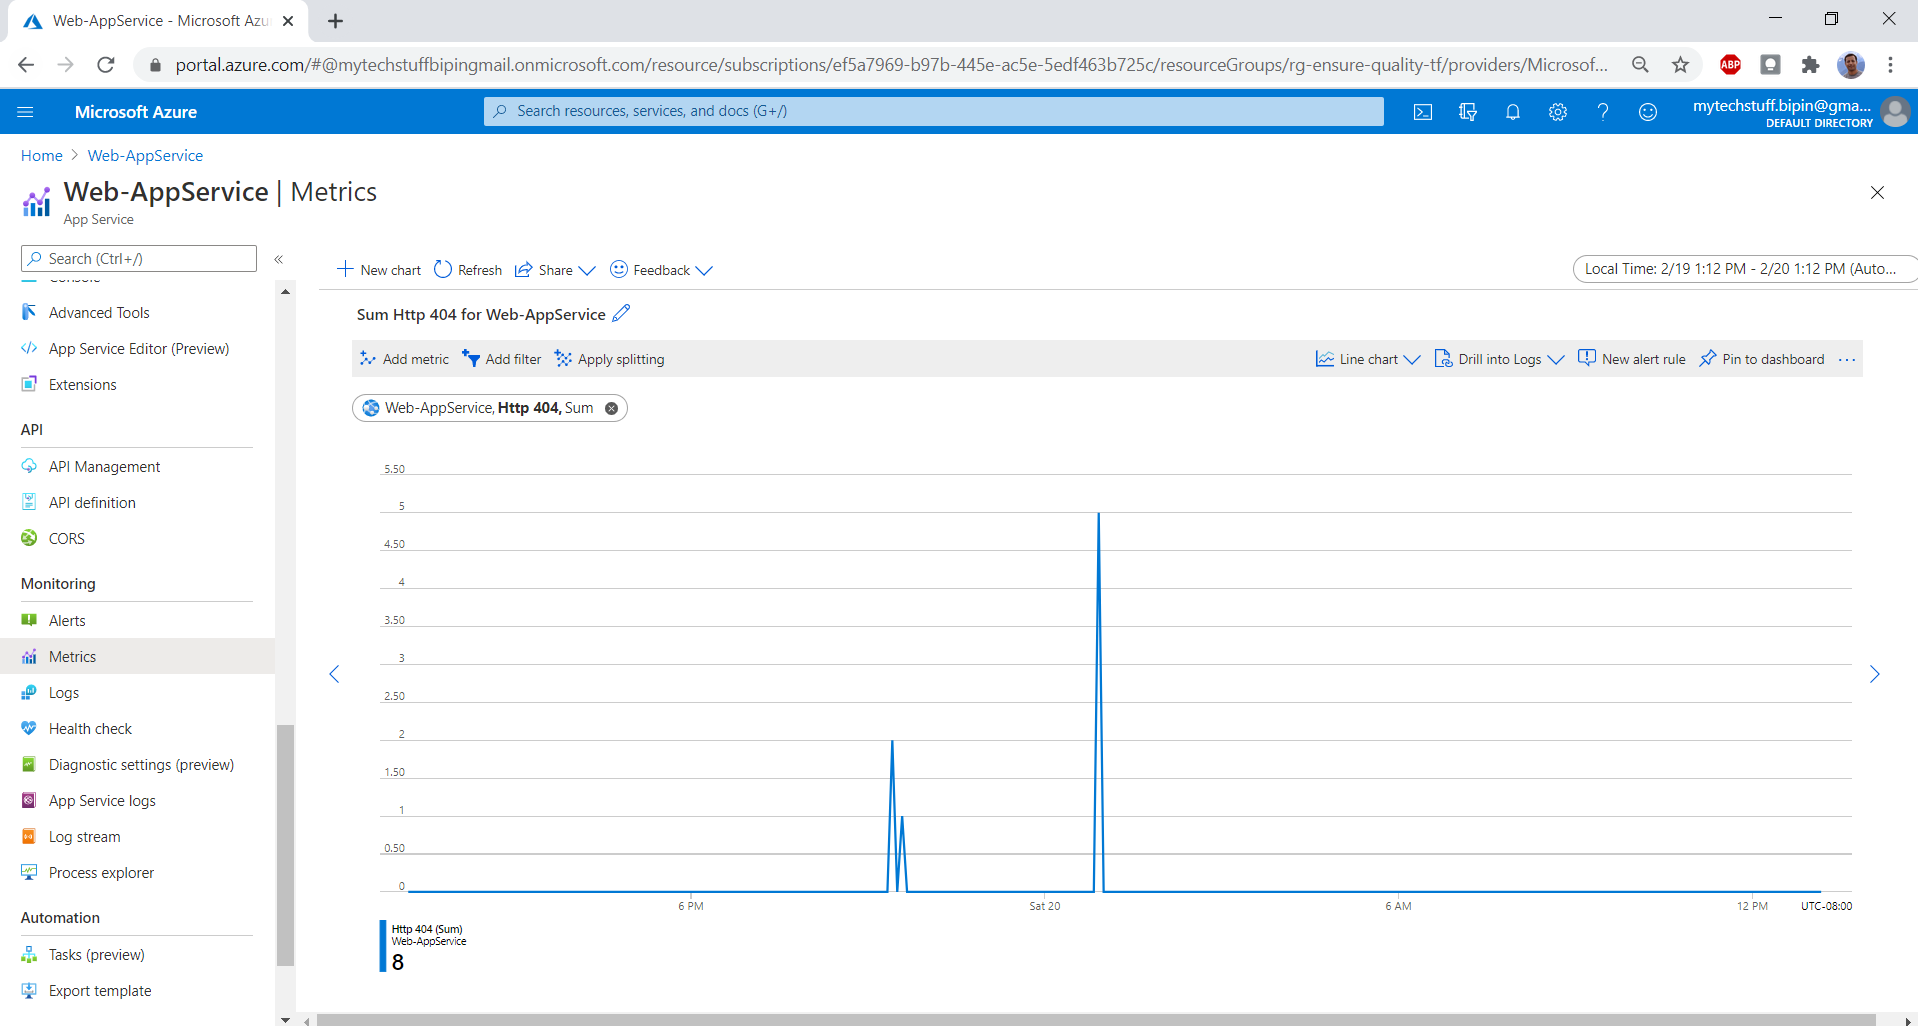 Web-AppService - Microsoft Azu
portal.azure.com/#@mytechstuffbipingmail.onmicrosoft.com/resource/subscriptions/ef5a7969-b97b-445e-ac5e-5edf463b725c/resourceGroups/rg-ensure-quality-tf/providers/Microsof...
ABP
Microsoft Azure
Search resources, services, and docs (G+/)
mytechstuff.bipin@gma...
DEFAULT DIRECTORY
Home > Web-AppService
Web-AppService | Metrics
App Service
Search (Ctrl+/)
«
New chart
Refresh
Share
Feedback
Local Time: 2/19 1:12 PM - 2/20 1:12 PM (Auto...
Console
Advanced Tools
App Service Editor (Preview)
Extensions
API
API Management
API definition
CORS
Monitoring
Alerts
Metrics
Logs
Health check
Diagnostic settings (preview)
App Service logs
Log stream
Process explorer
Automation
Tasks (preview)
Export template
Sum Http 404 for Web-AppService
Add metric
Add filter
Apply splitting
Line chart
Drill into Logs
New alert rule
Pin to dashboard
...
Web-AppService, Http 404, Sum
5.50
5
4.50
4
3.50
3
2.50
2
1.50
1
0.50
0
6 PM
Sat 20
6 AM
12 PM
UTC-08:00
Http 404 (Sum)
Web-AppService
8